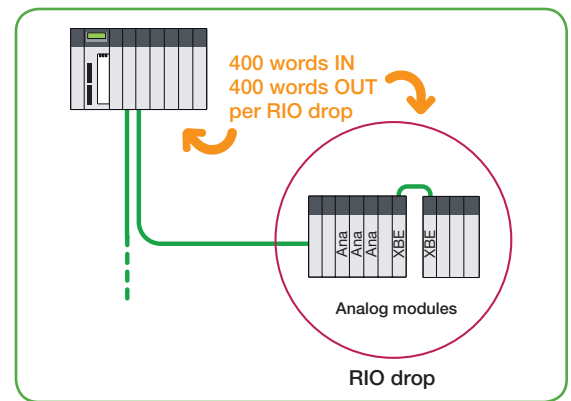 400 words IN
400 words OUT
per RIO drop
Ana
Ana
Ana
XBE
XBE
Analog modules
RIO drop